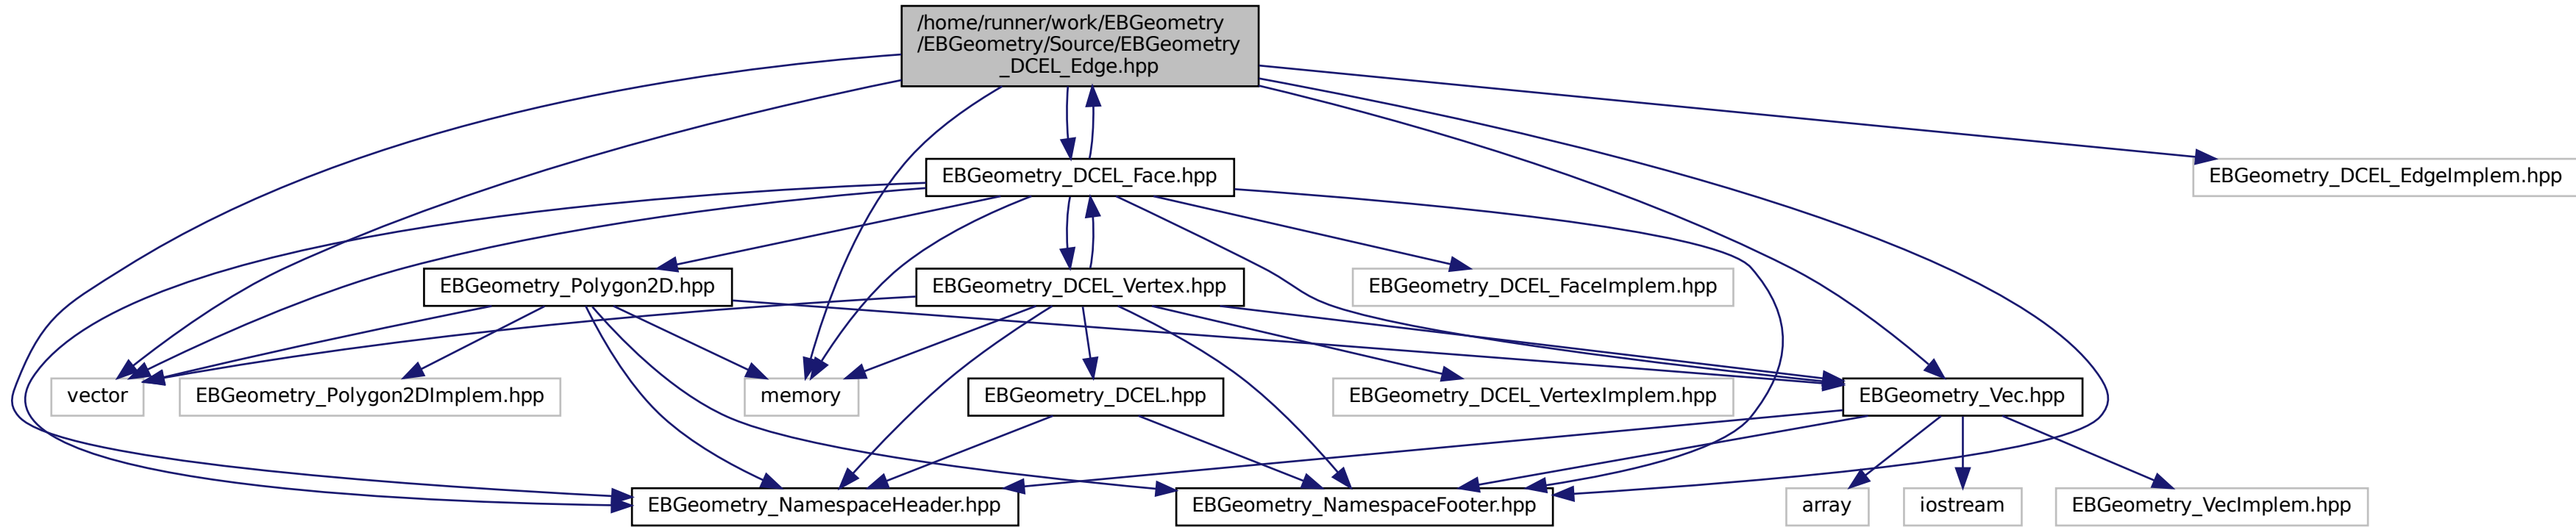 /home/runner/work/EBGeometry
/EBGeometry/Source/EBGeometry
_DCEL_Edge.hpp
EBGeometry_DCEL_Face.hpp
EBGeometry_DCEL_EdgeImplem.hpp
EBGeometry_Polygon2D.hpp
EBGeometry_DCEL_Vertex.hpp
EBGeometry_DCEL_FaceImplem.hpp
vector
EBGeometry_Polygon2DImplem.hpp
memory
EBGeometry_DCEL.hpp
EBGeometry_DCEL_VertexImplem.hpp
EBGeometry_Vec.hpp
EBGeometry_NamespaceHeader.hpp
EBGeometry_NamespaceFooter.hpp
array
iostream
EBGeometry_VecImplem.hpp